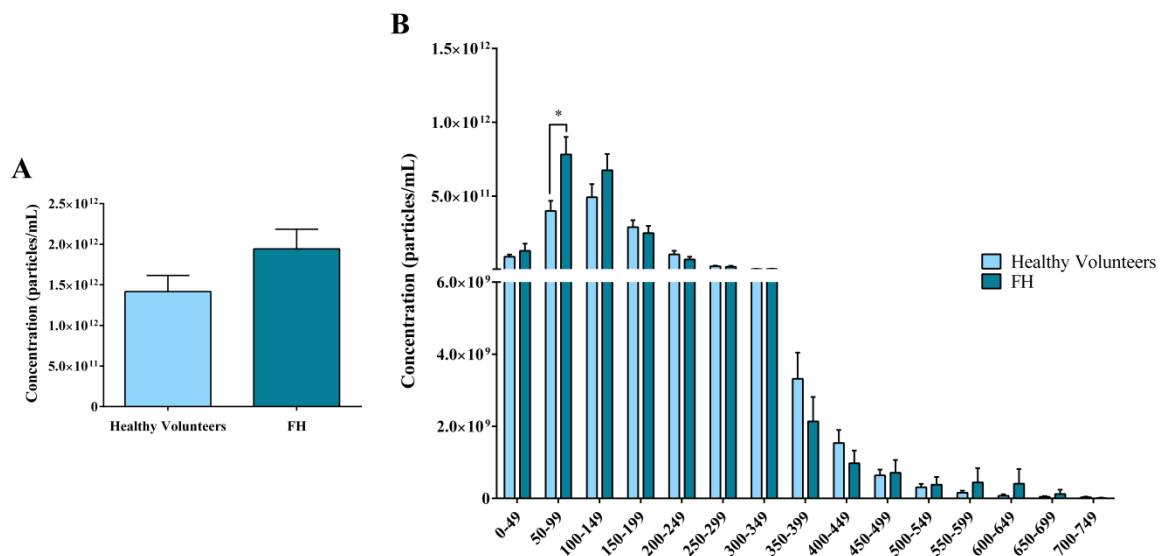 A
Concentration (particles/mL)
2.5×10¹²
2.0×10¹²
1.5×10¹²
1.0×10¹²
5.0×10¹¹
0
Healthy Volunteers FH
B
Concentration (particles/mL)
1.5×10¹²
1.0×10¹²
5.0×10¹¹
*
Concentration (particles/mL)
6.0×10⁹
4.0×10⁹
2.0×10⁹
0
0-49 50-99 100-149 150-199 200-249 250-299 300-349 350-399 400-449 450-499 500-549 550-599 600-649 650-699 700-749
Healthy Volunteers
FH